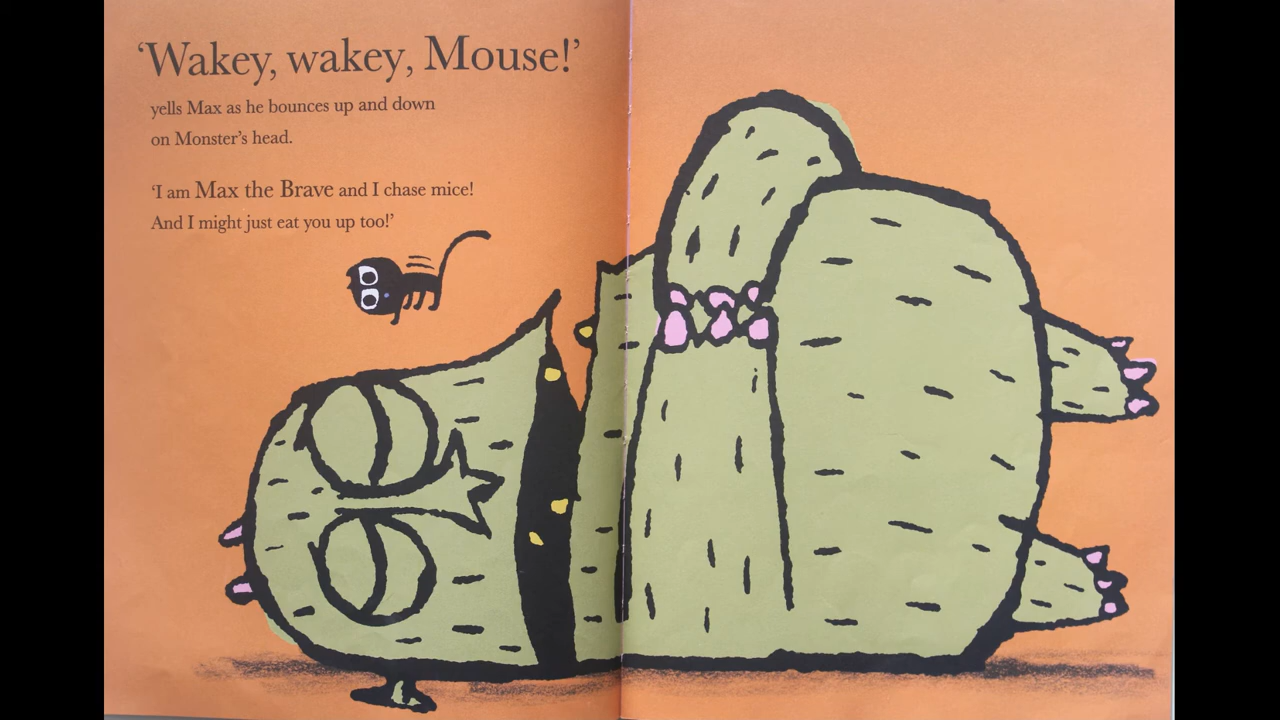 ‘Wakey, wakey, Mouse!’
yells Max as he bounces up and down
on Monster’s head.
‘I am Max the Brave and I chase mice!
And I might just eat you up too!’